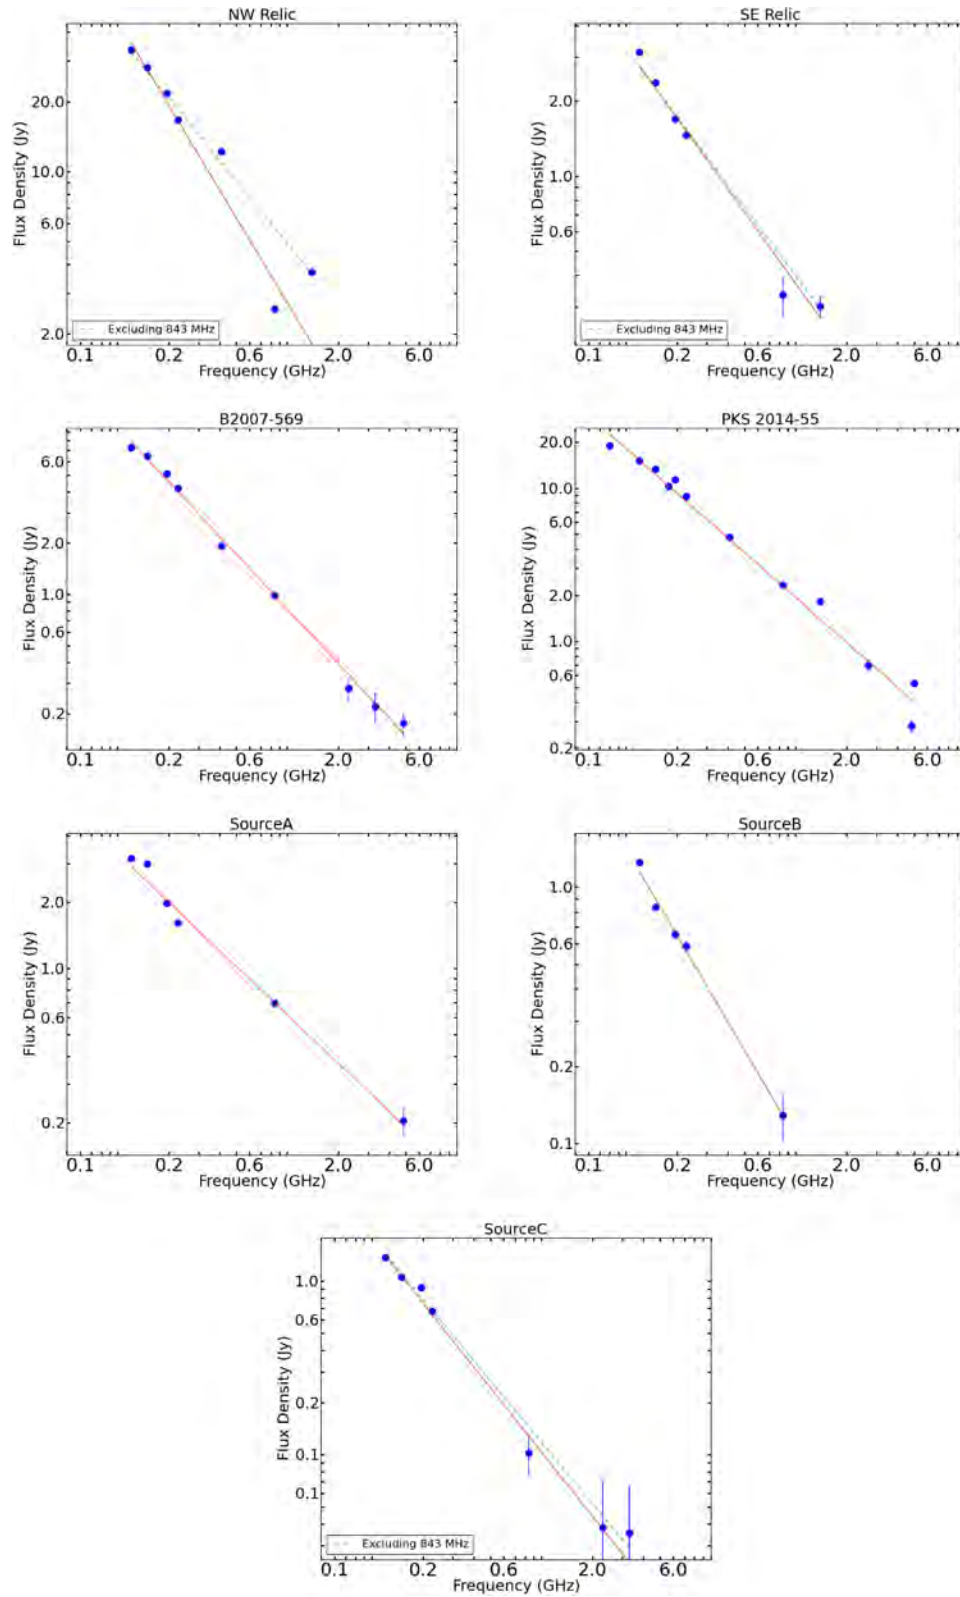 NW Relic
20.0
10.0
6.0
2.0
Flux Density (Jy)
Excluding 843 MHz
0.1 0.2 0.6 2.0 6.0
Frequency (GHz)
SE Relic
2.0
1.0
0.6
Flux Density (Jy)
Excluding 843 MHz
0.1 0.2 0.6 2.0 6.0
Frequency (GHz)
B2007-569
6.0
2.0
1.0
0.6
0.2
Flux Density (Jy)
0.1 0.2 0.6 2.0 6.0
Frequency (GHz)
PKS 2014-55
20.0
10.0
6.0
2.0
1.0
0.6
0.2
Flux Density (Jy)
0.1 0.2 0.6 2.0 6.0
Frequency (GHz)
SourceA
2.0
1.0
0.6
0.2
Flux Density (Jy)
0.1 0.2 0.6 2.0 6.0
Frequency (GHz)
SourceB
1.0
0.6
0.2
0.1
Flux Density (Jy)
0.1 0.2 0.6 2.0 6.0
Frequency (GHz)
SourceC
1.0
0.6
0.2
0.1
0.1
Flux Density (Jy)
Excluding 843 MHz
0.1 0.2 0.6 2.0 6.0
Frequency (GHz)